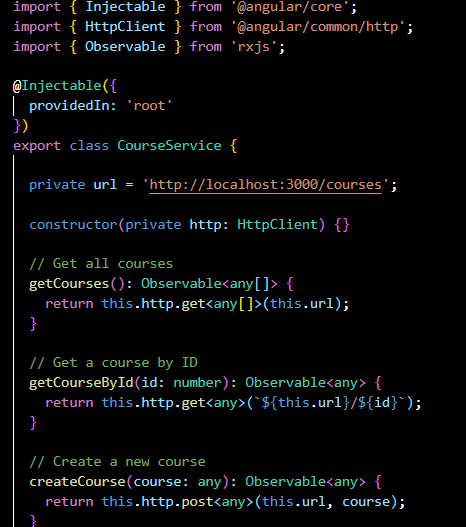 import { Injectable } from '@angular/core';
import { HttpClient } from '@angular/common/http';
import { Observable } from 'rxjs';
@Injectable({
  providedIn: 'root'
})
export class CourseService {
  private url = 'http://localhost:3000/courses';
  constructor(private http: HttpClient) {}
  // Get all courses
  getCourses(): Observable<any[]> {
    return this.http.get<any[]>(this.url);
  }
  // Get a course by ID
  getCourseById(id: number): Observable<any> {
    return this.http.get<any>(`${this.url}/${id}`);
  }
  // Create a new course
  createCourse(course: any): Observable<any> {
    return this.http.post<any>(this.url, course);
  }